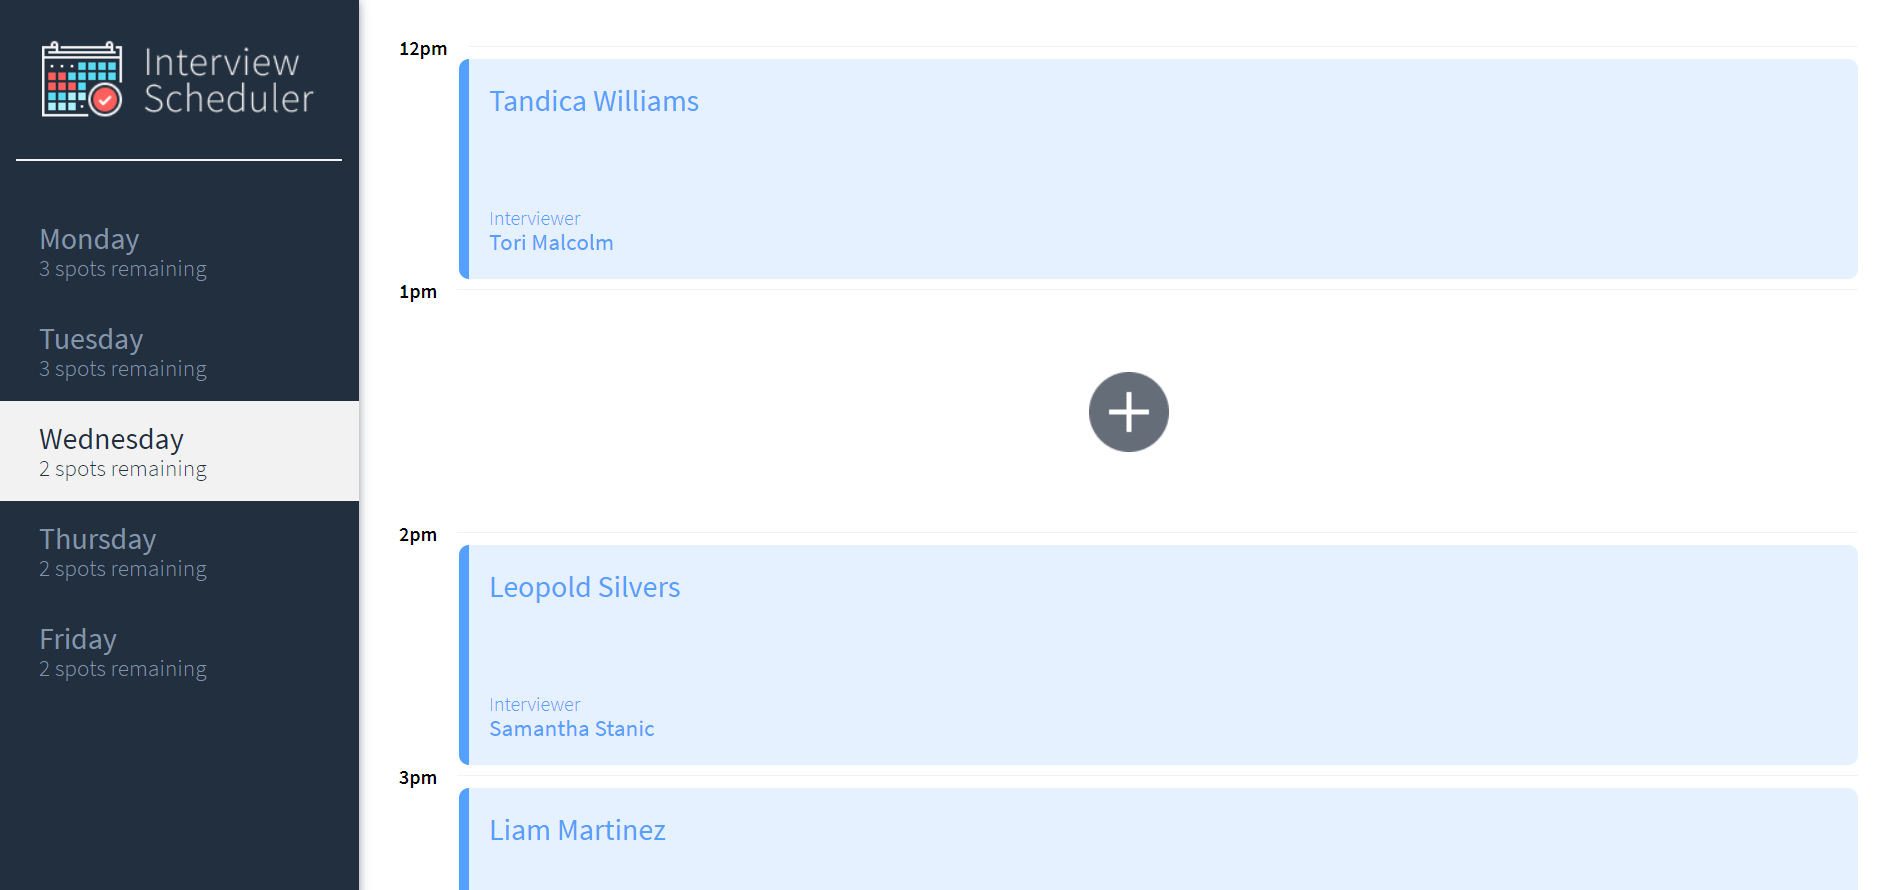 Interview
Scheduler
Monday
3 spots remaining
Tuesday
3 spots remaining
Wednesday
2 spots remaining
Thursday
2 spots remaining
Friday
2 spots remaining
12pm
Tandica Williams
Interviewer
Tori Malcolm
1pm
2pm
Leopold Silvers
Interviewer
Samantha Stanic
3pm
Liam Martinez